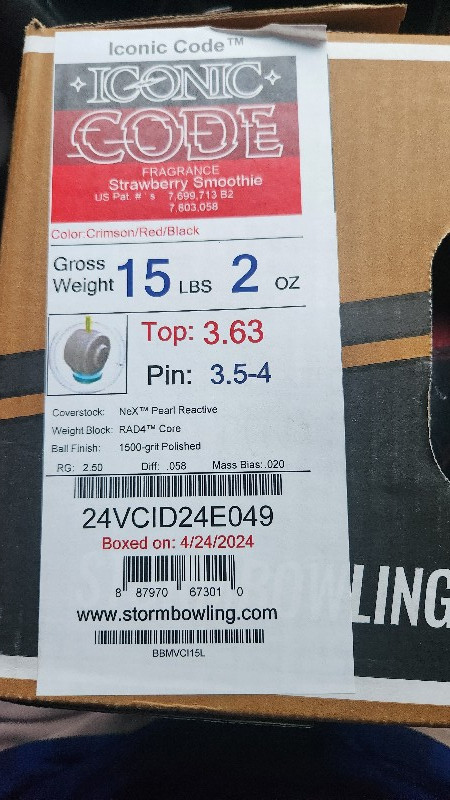 Iconic Code™
ICONIC
CODE
FRAGRANCE
Strawberry Smoothie
US Pat. # ' s 7,699,713 B2
7,803,058
Color:Crimson/Red/Black
Gross Weight 15 LBS 2 OZ
Top: 3.63
Pin: 3.5-4
Coverstock: NeX™ Pearl Reactive
Weight Block: RAD4™ Core
Ball Finish: 1500-grit Polished
RG: 2.50 Diff: .058 Mass Bias:.020
24VCID24E049
Boxed on: 4/24/2024
8 87970 67301 0
www.stormbowling.com
BBMVCI15L
LING